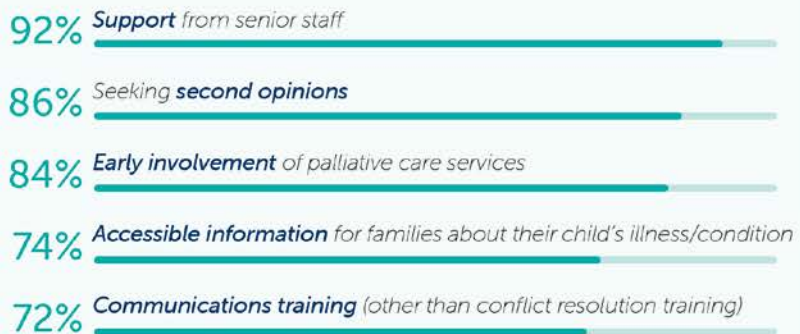 92% Support from senior staff
86% Seeking second opinions
84% Early involvement of palliative care services
74% Accessible information for families about their child's illness/condition
72% Communications training (other than conflict resolution training)